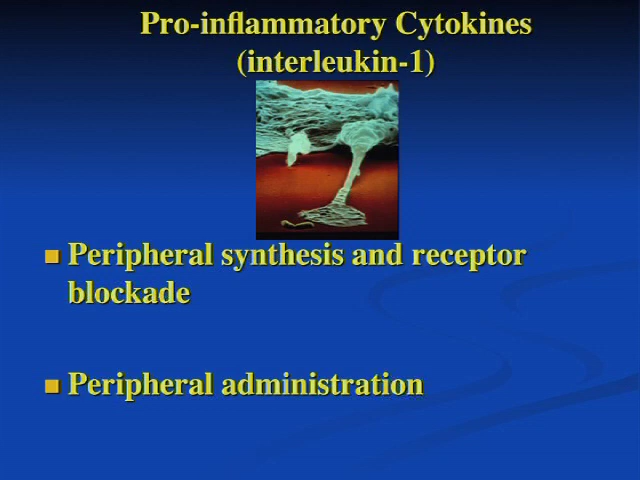 Pro-inflammatory Cytokines
(interleukin-1)
Peripheral synthesis and receptor
blockade
Peripheral administration